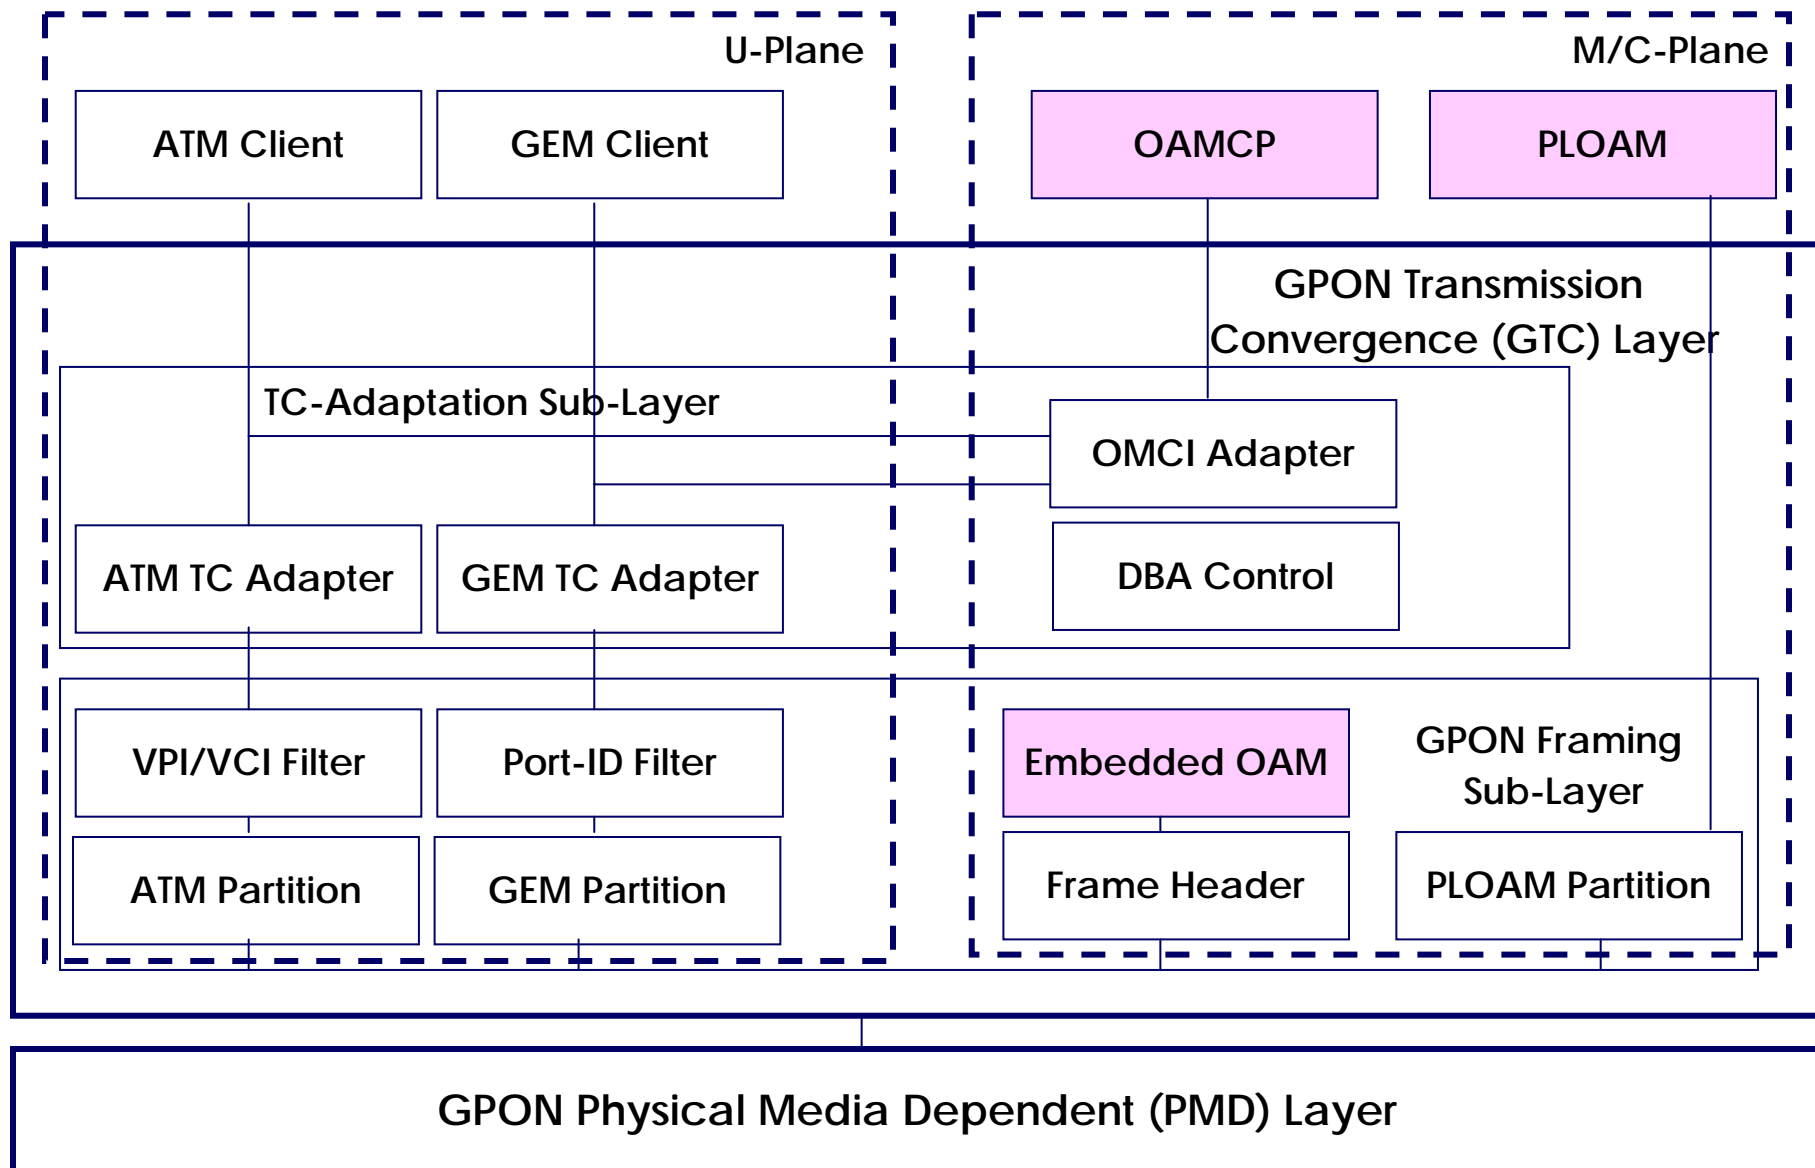 U-Plane
M/C-Plane
ATM Client
GEM Client
OAMCP
PLOAM
GPON Transmission
Convergence (GTC) Layer
TC-Adaptation Sub-Layer
OMCI Adapter
ATM TC Adapter
GEM TC Adapter
DBA Control
VPI/VCI Filter
Port-ID Filter
Embedded OAM
GPON Framing
Sub-Layer
ATM Partition
GEM Partition
Frame Header
PLOAM Partition
GPON Physical Media Dependent (PMD) Layer